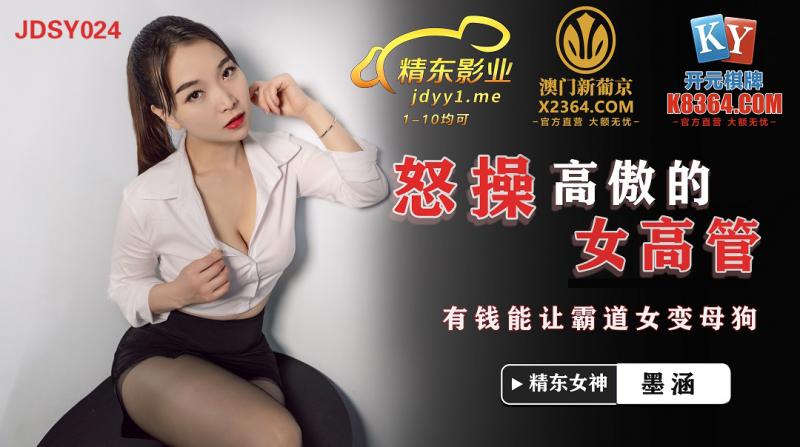 JDSY024
精东影业
jdyy1.me
1-10均可
澳门新葡京
X2364.COM
-官方直营 大额无忧-
KY
开元棋牌
K8364.COM
-官方直营 大额无忧-
怒操高傲的
女高管
有钱能让霸道女变母狗
▶精东女神 墨涵